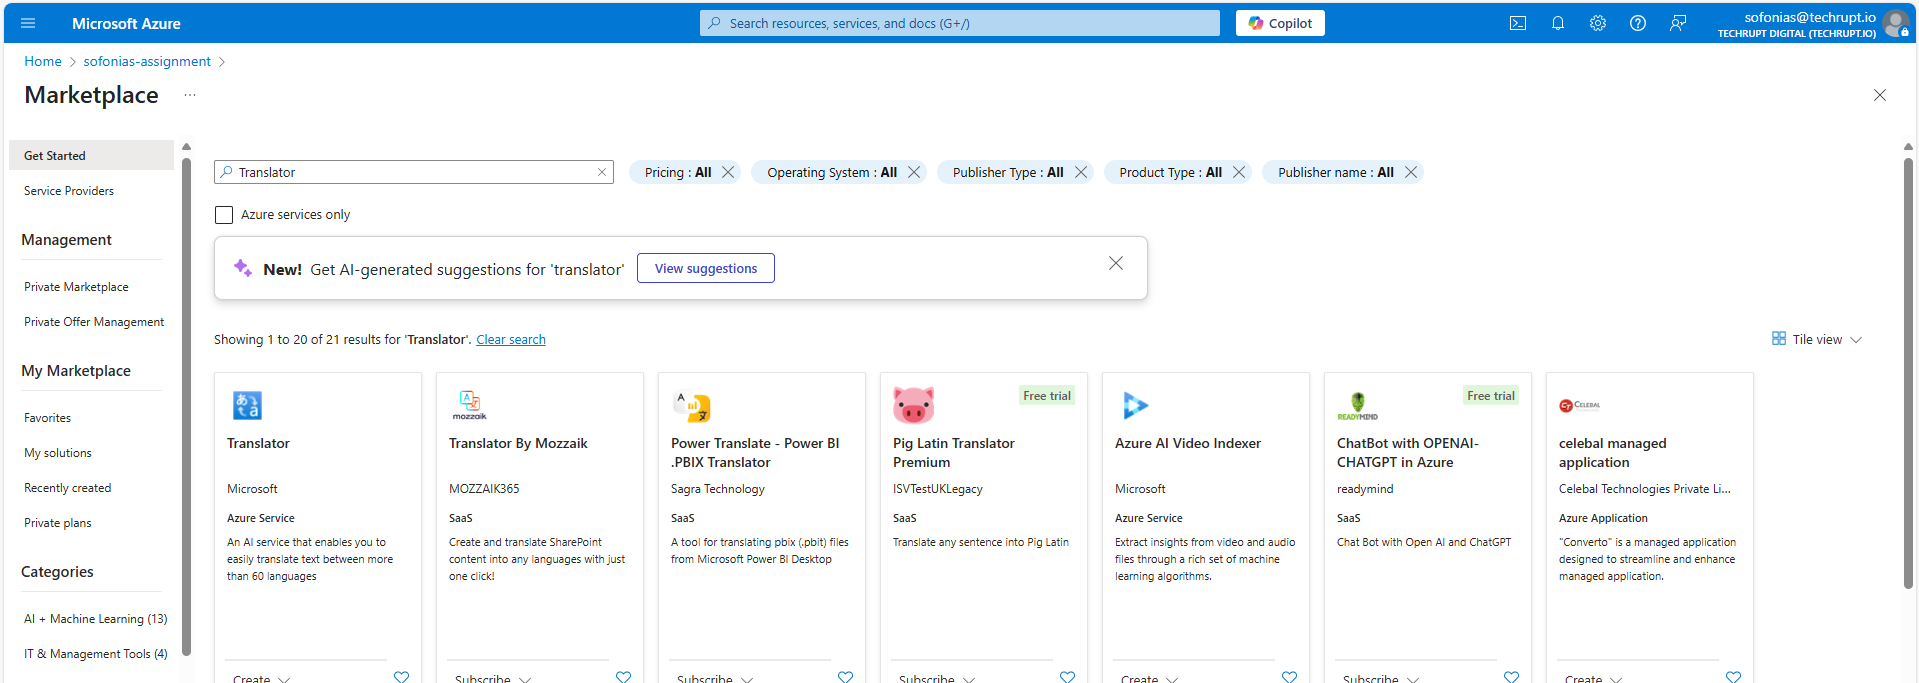 Microsoft Azure
Search resources, services, and docs (G+/)
Copilot
sofonias@techrupt.io
TECHRUPT DIGITAL (TECHRUPT.IO)
Home > sofonias-assignment >
Marketplace ...
Get Started
Service Providers
Management
Private Marketplace
Private Offer Management
My Marketplace
Favorites
My solutions
Recently created
Private plans
Categories
AI + Machine Learning (13)
IT & Management Tools (4)
Translator
Pricing : All
Operating System : All
Publisher Type : All
Product Type : All
Publisher name : All
Azure services only
New! Get AI-generated suggestions for 'translator'
View suggestions
Showing 1 to 20 of 21 results for 'Translator'. Clear search
Tile view
あ
a
Translator
Microsoft
Azure Service
An AI service that enables you to
easily translate text between more
than 60 languages
Create
mozzaik
Translator By Mozzaik
MOZZAIK365
SaaS
Create and translate SharePoint
content into any languages with just
one click!
Subscribe
A
Power Translate - Power BI
.PBIX Translator
Sagra Technology
SaaS
A tool for translating pbix (.pbit) files
from Microsoft Power BI Desktop
Subscribe
Free trial
Pig Latin Translator
Premium
ISVTestUKLegacy
SaaS
Translate any sentence into Pig Latin
Subscribe
Azure AI Video Indexer
Microsoft
Azure Service
Extract insights from video and audio
files through a rich set of machine
learning algorithms.
Create
READYMIND
Free trial
ChatBot with OPENAI-
CHATGPT in Azure
readymind
SaaS
Chat Bot with Open AI and ChatGPT
Subscribe
CELEBAL
celebal managed
application
Celebal Technologies Private Li...
Azure Application
"Converto" is a managed application
designed to streamline and enhance
managed application.
Create